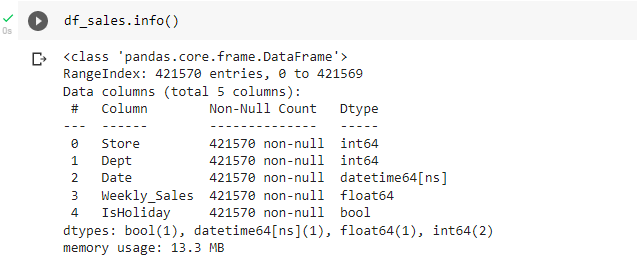 df_sales.info()
0s
<class 'pandas.core.frame.DataFrame'>
RangeIndex: 421570 entries, 0 to 421569
Data columns (total 5 columns):
 #   Column        Non-Null Count   Dtype
---  ------        --------------   -----
 0   Store         421570 non-null  int64
 1   Dept          421570 non-null  int64
 2   Date          421570 non-null  datetime64[ns]
 3   Weekly_Sales  421570 non-null  float64
 4   IsHoliday     421570 non-null  bool
dtypes: bool(1), datetime64[ns](1), float64(1), int64(2)
memory usage: 13.3 MB